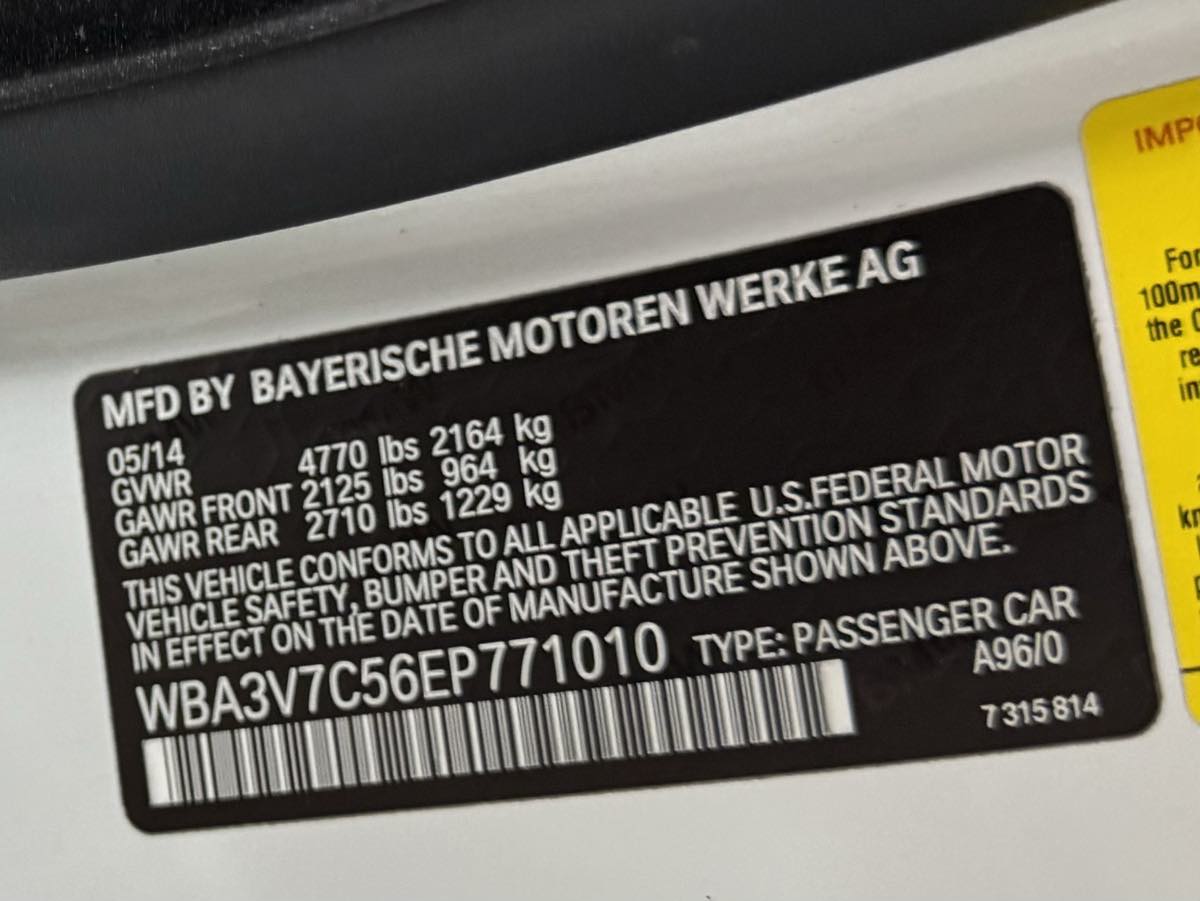 MFD BY BAYERISCHE MOTOREN WERKE AG
05/14
GVWR 4770 lbs 2164 kg
GAWR FRONT 2125 lbs 964 kg
GAWR REAR 2710 lbs 1229 kg
THIS VEHICLE CONFORMS TO ALL APPLICABLE U.S.FEDERAL MOTOR
VEHICLE SAFETY, BUMPER AND THEFT PREVENTION STANDARDS
IN EFFECT ON THE DATE OF MANUFACTURE SHOWN ABOVE.
WBA3V7C56EP771010 TYPE: PASSENGER CAR
A96/0
7 315 814
IMPO
For
100m
the
re
in